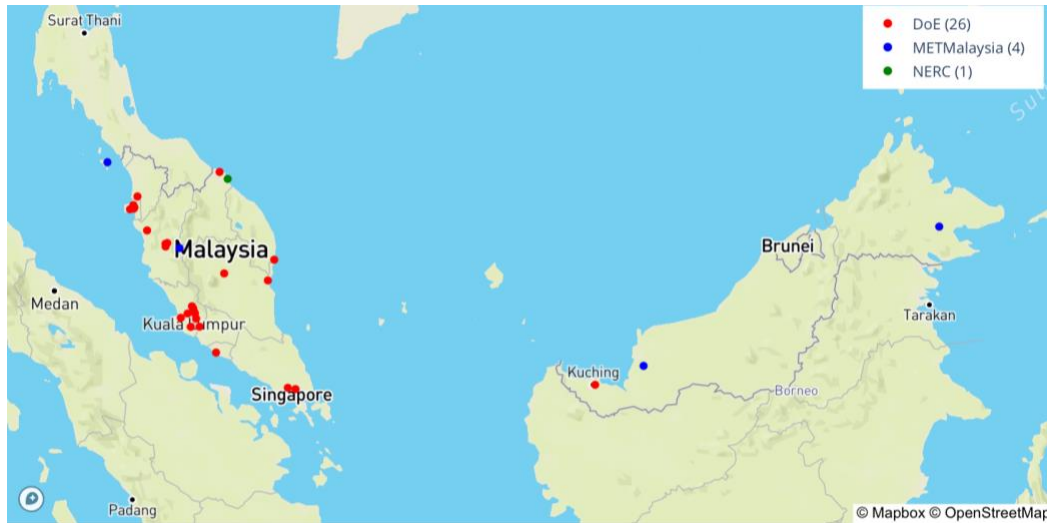 Surat Thani
DoE (26)
METMalaysia (4)
NERC (1)
Malaysia
Brunei
Medan
Tarakan
Kuala Lumpur
Kuching
Borneo
Singapore
Padang
© Mapbox © OpenStreetMap